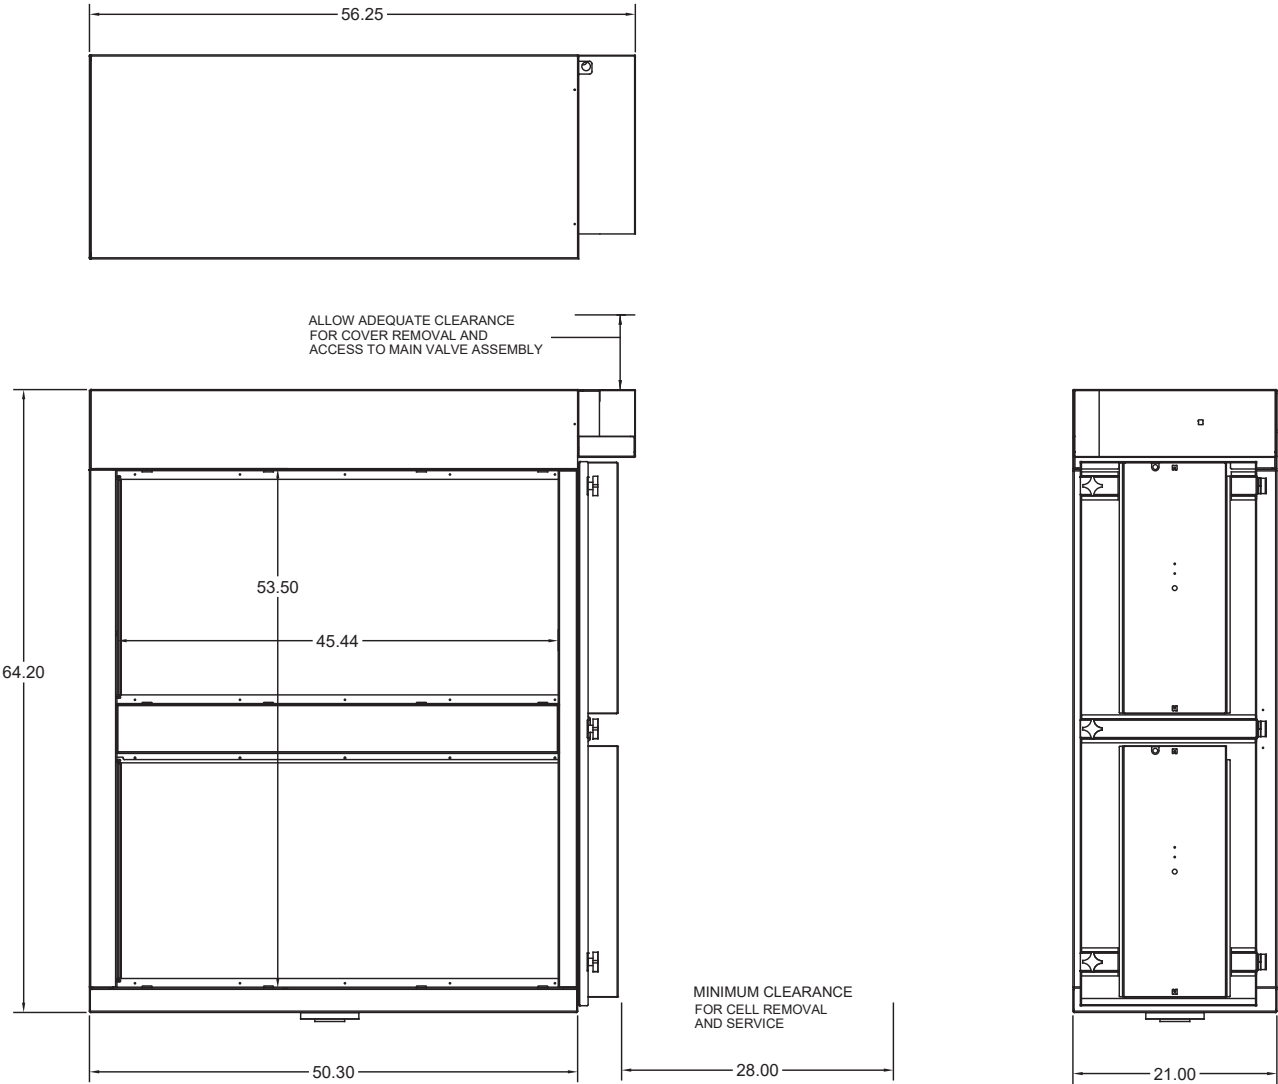 56.25
ALLOW ADEQUATE CLEARANCE
FOR COVER REMOVAL AND
ACCESS TO MAIN VALVE ASSEMBLY
53.50
45.44
64.20
MINIMUM CLEARANCE
FOR CELL REMOVAL
AND SERVICE
50.30
28.00
21.00